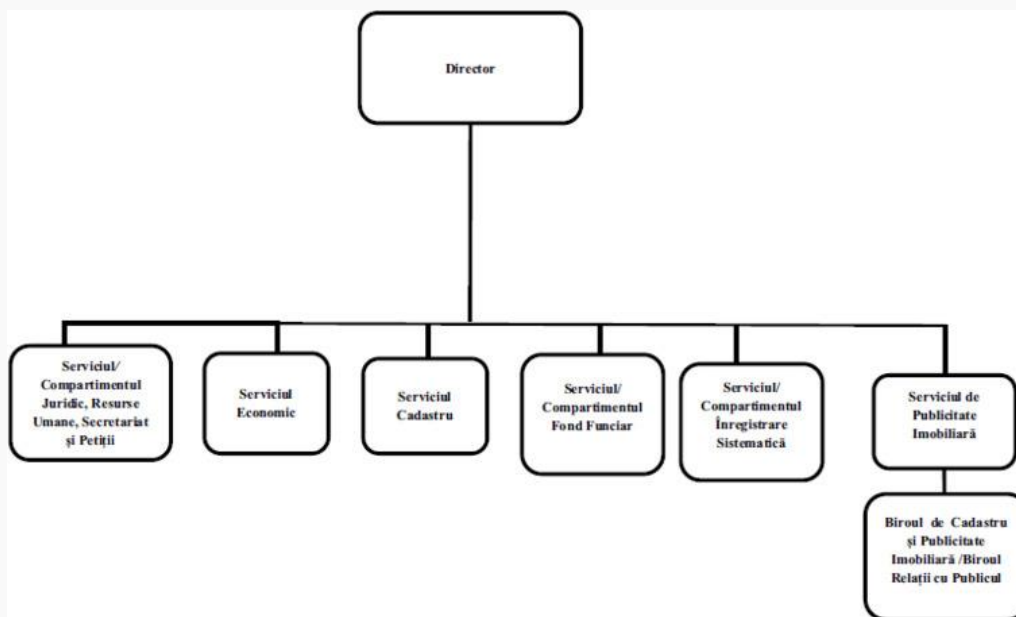 Director
Serviciul/
Compartimentul
Juridic, Resurse
Umane, Secretariat
și Petiții
Serviciul
Economic
Serviciul
Cadastru
Serviciul/
Compartimentul
Fond Funciar
Serviciul/
Compartimentul
Înregistrare
Sistematică
Serviciul de
Publicitate
Imobiliară
Biroul de Cadastru
și Publicitate
Imobiliară /Biroul
Relații cu Publicul